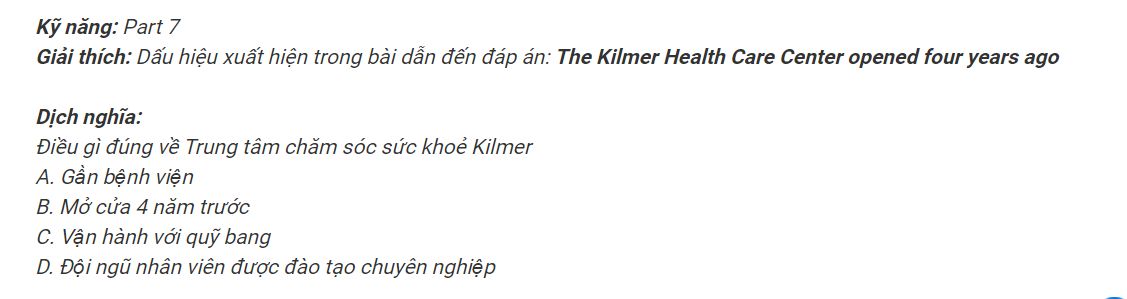 Kỹ năng: Part 7
Giải thích: Dấu hiệu xuất hiện trong bài dẫn đến đáp án: The Kilmer Health Care Center opened four years ago
Dịch nghĩa:
Điều gì đúng về Trung tâm chăm sóc sức khoẻ Kilmer
A. Gần bệnh viện
B. Mở cửa 4 năm trước
C. Vận hành với quỹ bang
D. Đội ngũ nhân viên được đào tạo chuyên nghiệp